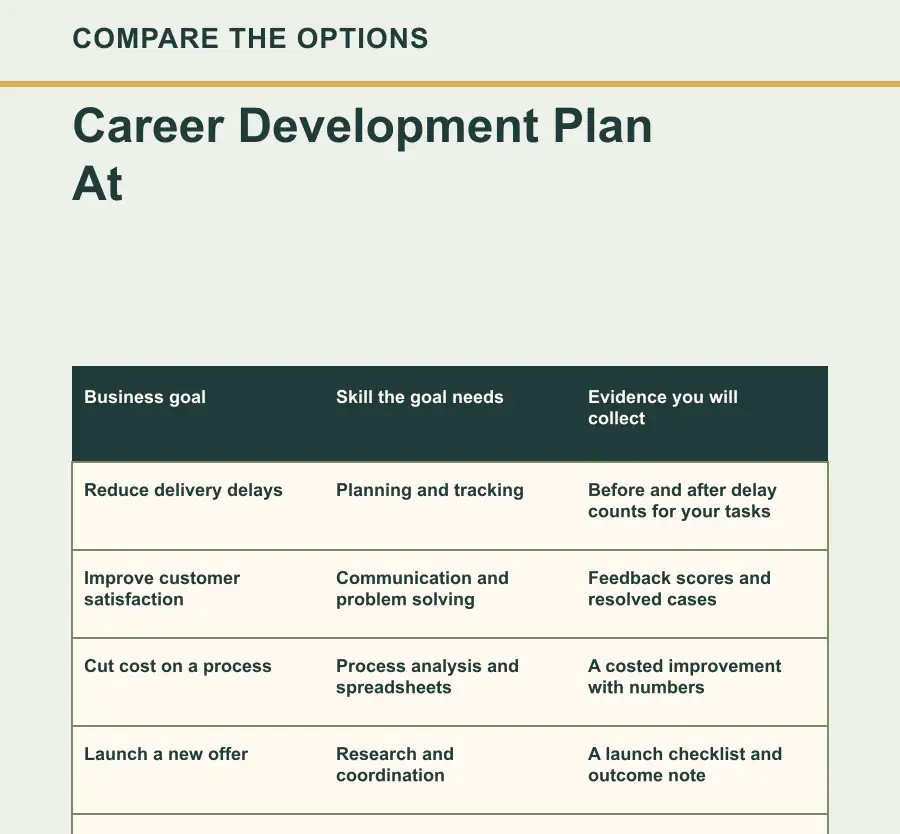 COMPARE THE OPTIONS
Career Development Plan
At
Business goal
Skill the goal needs
Evidence you will
collect
Reduce delivery delays
Planning and tracking
Before and after delay
counts for your tasks
Improve customer
satisfaction
Communication and
problem solving
Feedback scores and
resolved cases
Cut cost on a process
Process analysis and
spreadsheets
A costed improvement
with numbers
Launch a new offer
Research and
coordination
A launch checklist and
outcome note